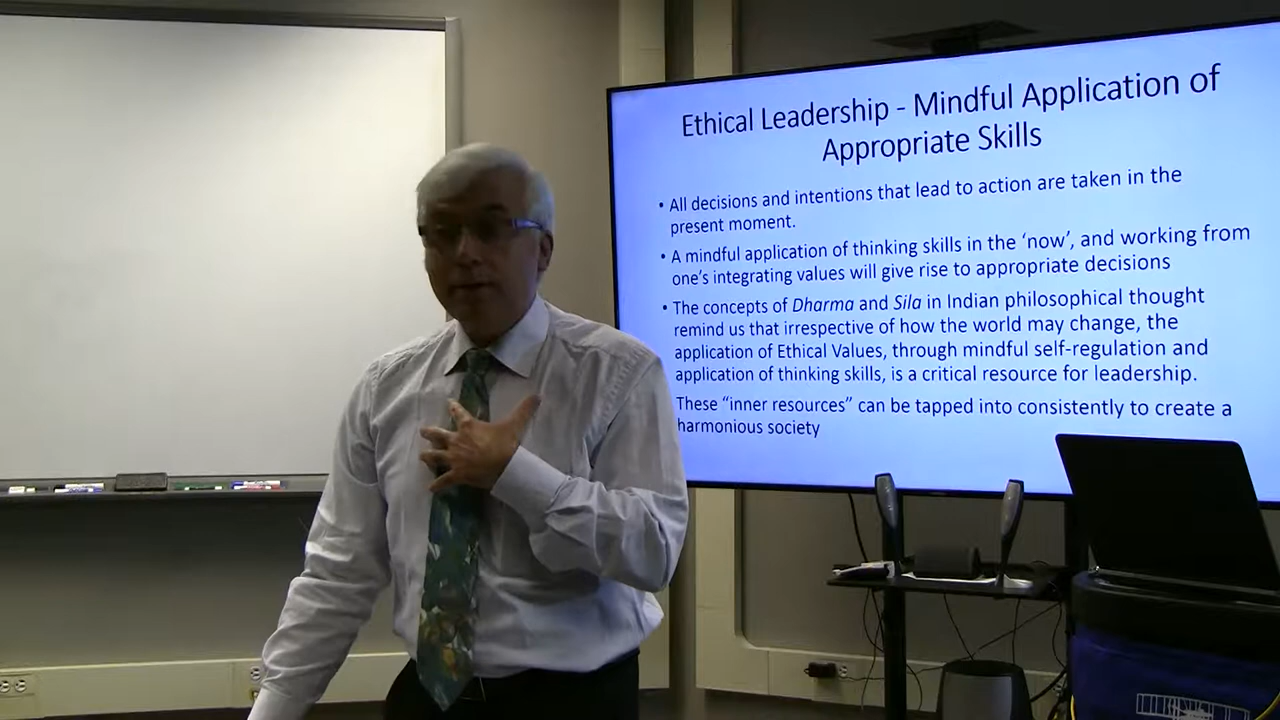 Ethical Leadership - Mindful Application of
Appropriate Skills
• All decisions and intentions that lead to action are taken in the
present moment.
• A mindful application of thinking skills in the ‘now’, and working from
one’s integrating values will give rise to appropriate decisions
• The concepts of Dharma and Sila in Indian philosophical thought
remind us that irrespective of how the world may change, the
application of Ethical Values, through mindful self-regulation and
application of thinking skills, is a critical resource for leadership.
These “inner resources” can be tapped into consistently to create a
harmonious society